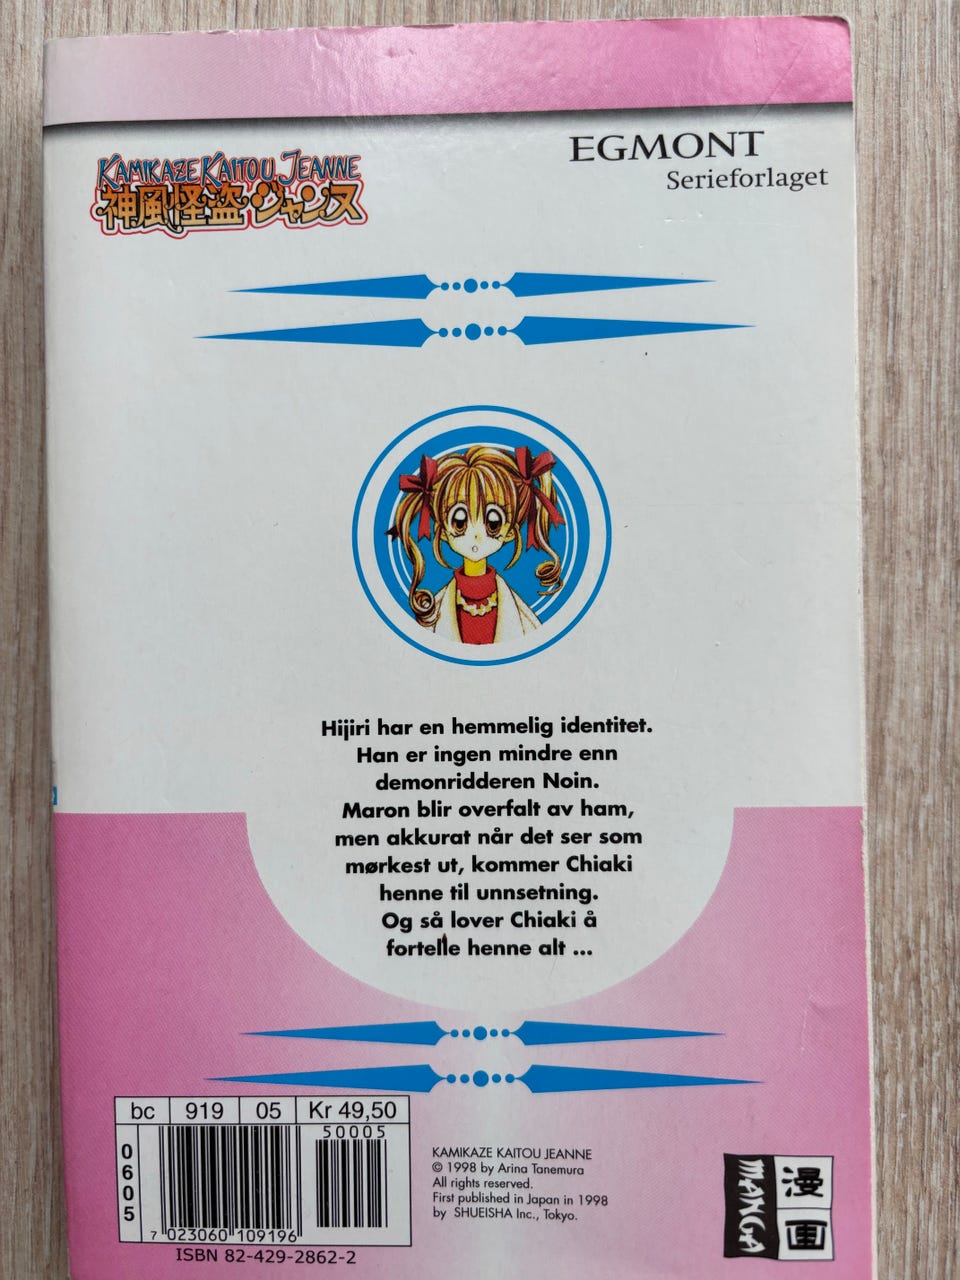 KAMIKAZE KAITOU JEANNE
神風怪盗ジャンヌ
EGMONT
Serieforlaget
Hijiri har en hemmelig identitet.
Han er ingen mindre enn
demonridderen Noin.
Maron blir overfalt av ham,
men akkurat når det ser som
mørkest ut, kommer Chiaki
henne til unnsetning.
Og så lover Chiaki å
fortelle henne alt ...
bc 919 05 Kr 49,50
50005
0605
7 023060 109196
ISBN 82-429-2862-2
KAMIKAZE KAITOU JEANNE
© 1998 by Arina Tanemura
All rights reserved.
First published in Japan in 1998
by SHUEISHA Inc., Tokyo.
MANGA
漫画